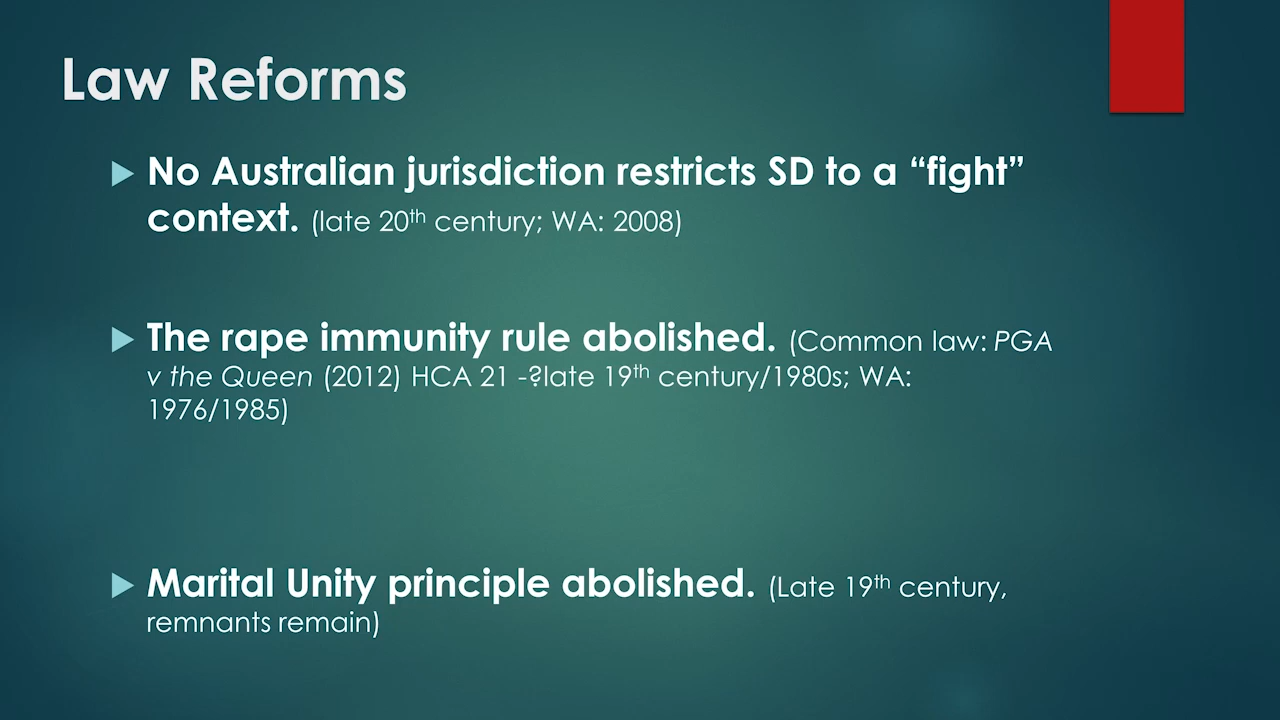 Law Reforms
No Australian jurisdiction restricts SD to a “fight”
context. (late 20th century; WA: 2008)
The rape immunity rule abolished. (Common law: PGA
v the Queen (2012) HCA 21 -?late 19th century/1980s; WA:
1976/1985)
Marital Unity principle abolished. (Late 19th century,
remnants remain)